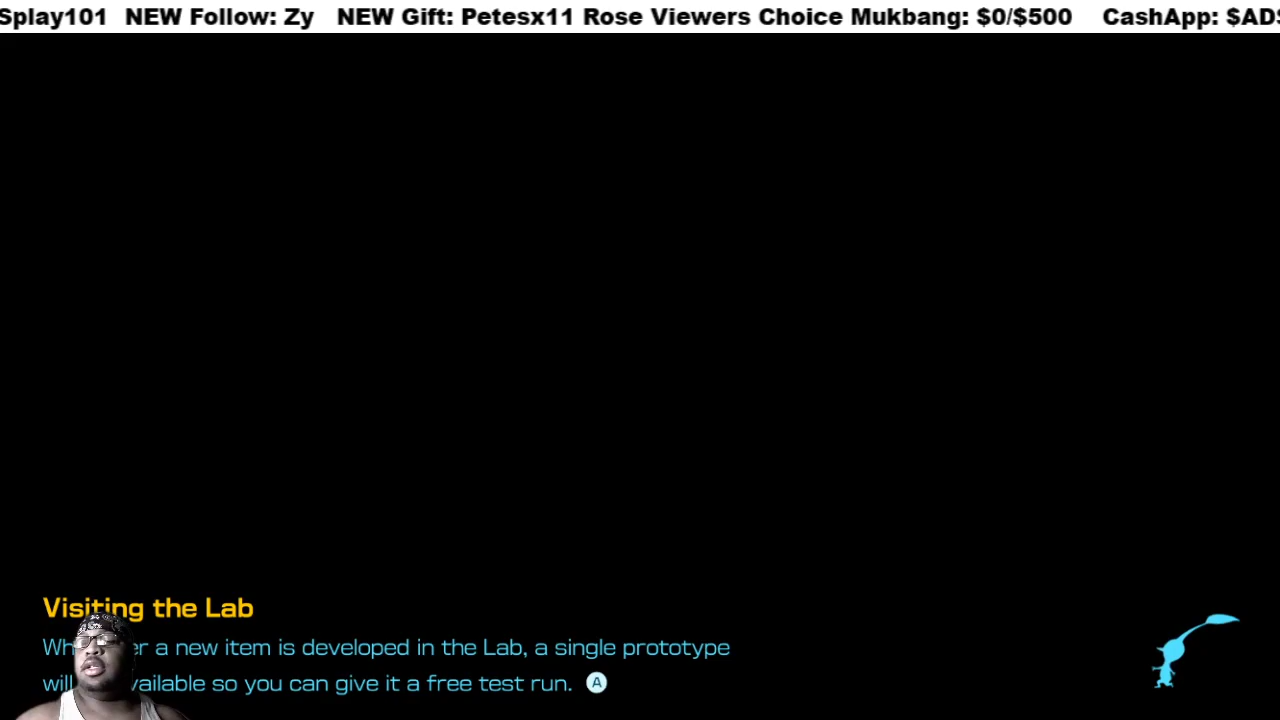 Splay101 NEW Follow: Zy NEW Gift: Petesx11 Rose Viewers Choice Mukbang: $0/$500 CashApp: $AD
Visiting the Lab
Wh er a new item is developed in the Lab, a single prototype
will vailable so you can give it a free test run. A